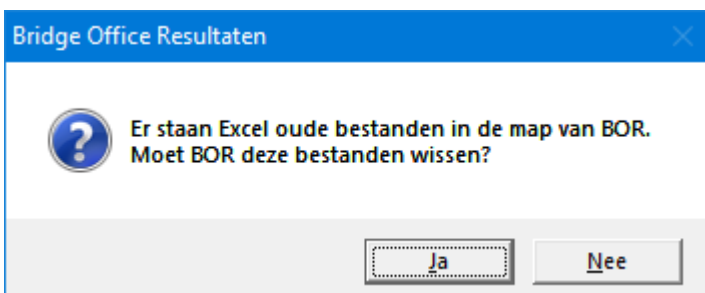 Bridge Office Resultaten
Er staan Excel oude bestanden in de map van BOR.
Moet BOR deze bestanden wissen?
Ja
Nee